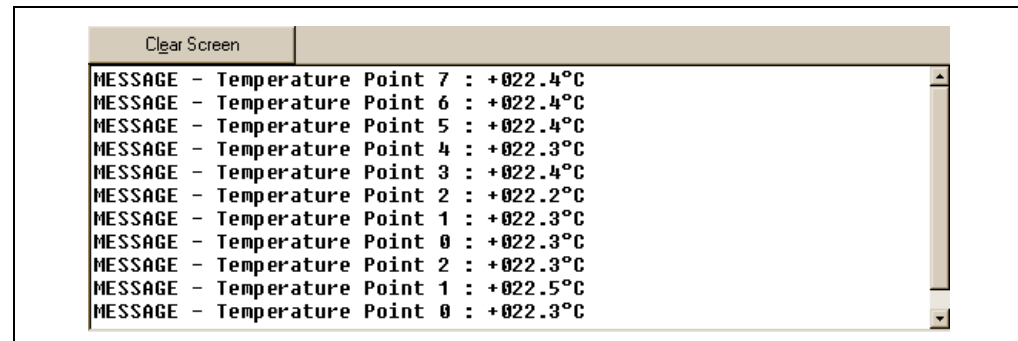 Clear Screen
MESSAGE - Temperature Point 7 : +022.4°C
MESSAGE - Temperature Point 6 : +022.4°C
MESSAGE - Temperature Point 5 : +022.4°C
MESSAGE - Temperature Point 4 : +022.3°C
MESSAGE - Temperature Point 3 : +022.4°C
MESSAGE - Temperature Point 2 : +022.2°C
MESSAGE - Temperature Point 1 : +022.3°C
MESSAGE - Temperature Point 0 : +022.3°C
MESSAGE - Temperature Point 2 : +022.3°C
MESSAGE - Temperature Point 1 : +022.5°C
MESSAGE - Temperature Point 0 : +022.3°C